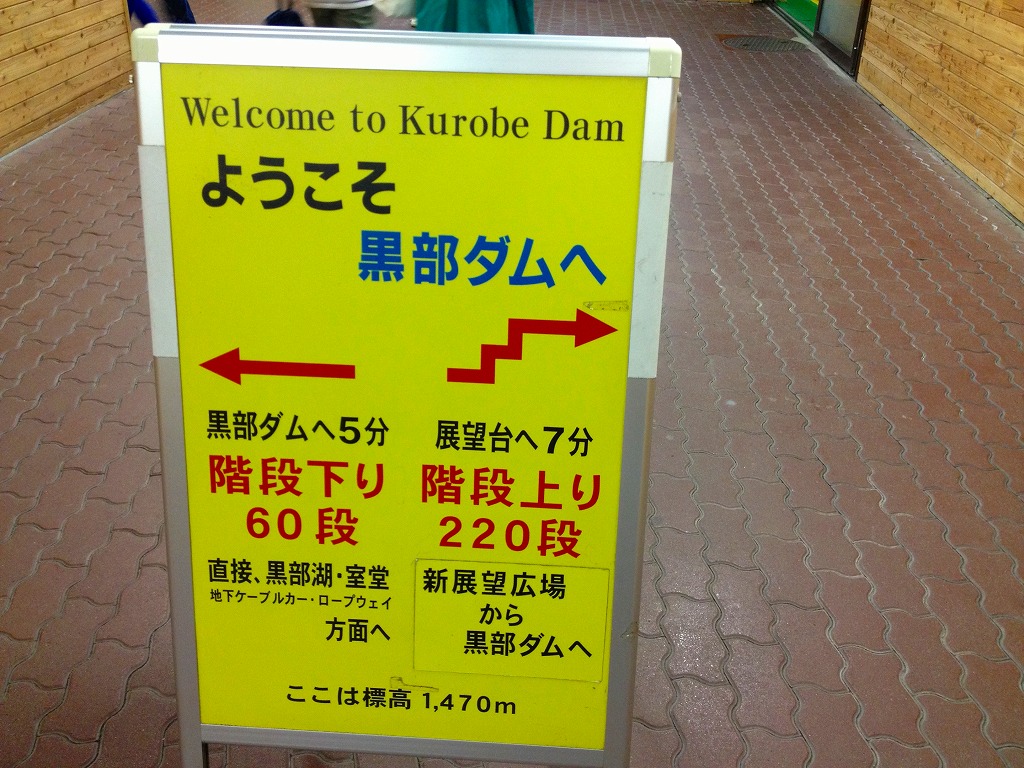 Welcome to Kurobe Dam
ようこそ
黒部ダムへ
黒部ダムへ5分
階段下り
60段
直接、黒部湖・室堂
地下ケーブルカー・ロープウェイ
方面へ
展望台へ7分
階段上り
220段
新展望広場
から
黒部ダムへ
ここは標高1,470m